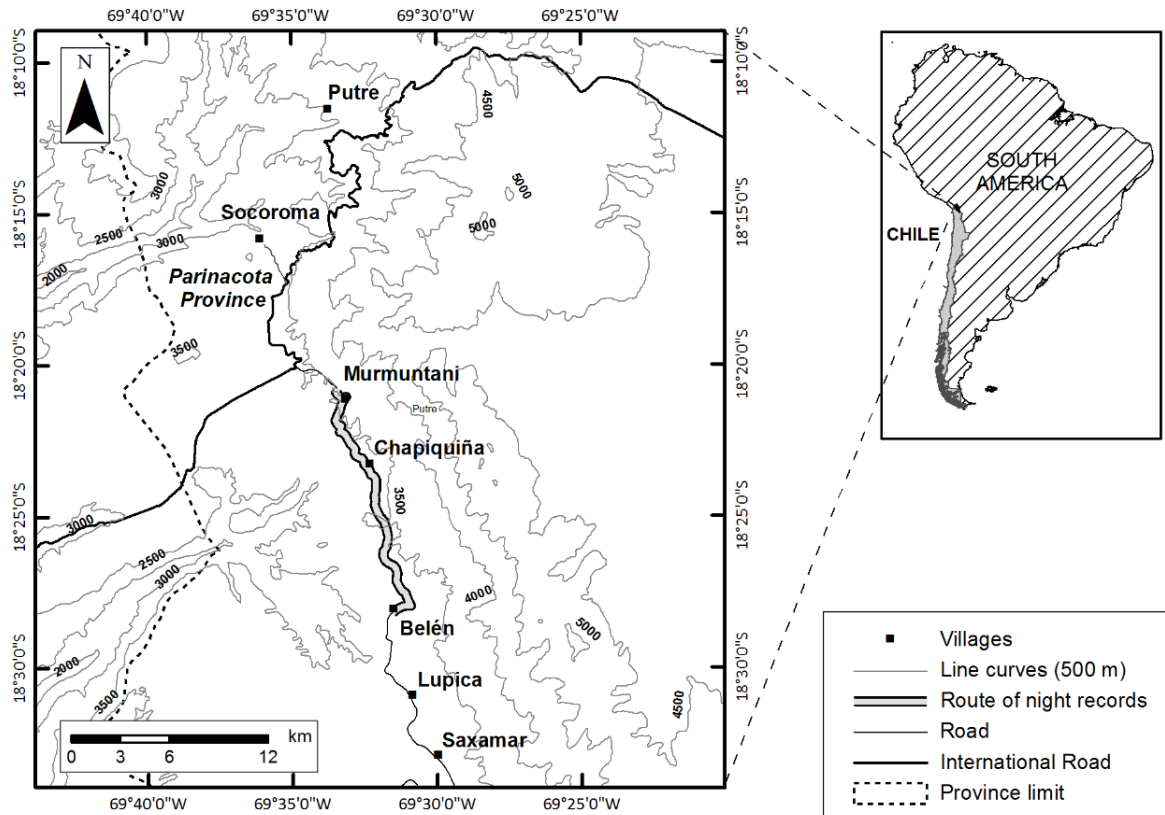 69°40'0"W
69°35'0"W
69°30'0"W
69°25'0"W
18°10'0"S
18°15'0"S
18°20'0"S
18°25'0"S
18°30'0"S
N
Putre
4500
5000
5000
3000
2500
3000
2000
Socoroma
Parinacota
Province
3500
Murmuntani
Putre
Chapiquiña
3500
3000
2500
3000
4000
Belén
5000
2000
3500
Lupica
4500
Saxamar
km
0 3 6 12
69°40'0"W
69°35'0"W
69°30'0"W
69°25'0"W
18°10'0"S
18°15'0"S
18°20'0"S
18°25'0"S
18°30'0"S
SOUTH
AMERICA
CHILE
Villages
Line curves (500 m)
Route of night records
Road
International Road
Province limit